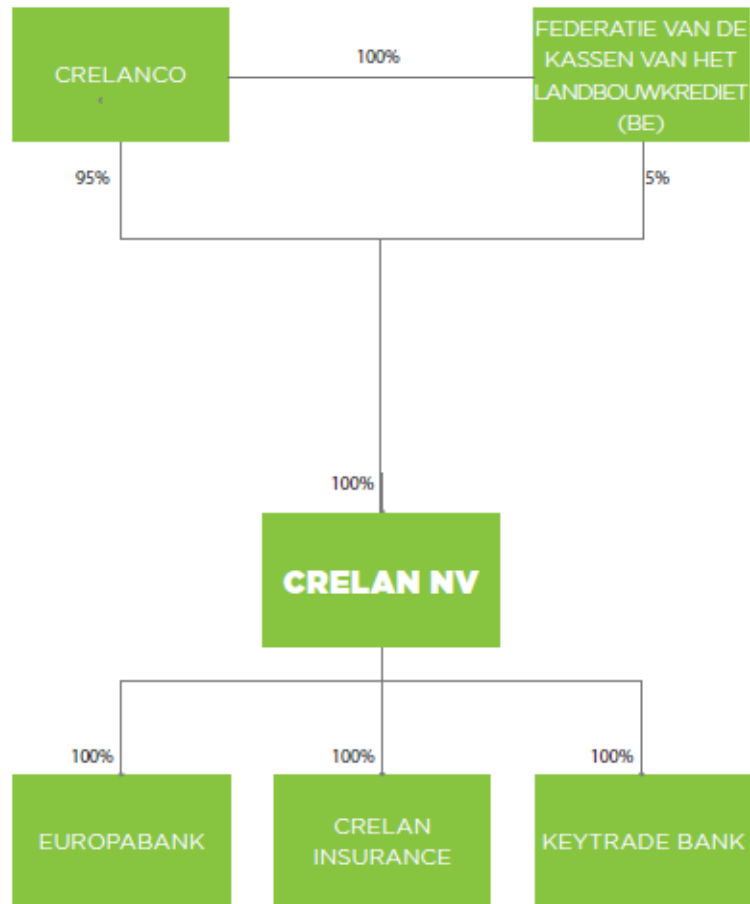 CRELANCO
100%
FEDERATIE VAN DE
KASSEN VAN HET
LANDBOUWKREDIET
(BE)
95%
5%
100%
CRELAN NV
100%
100%
100%
EUROPABANK
CRELAN
INSURANCE
KEYTRADE BANK